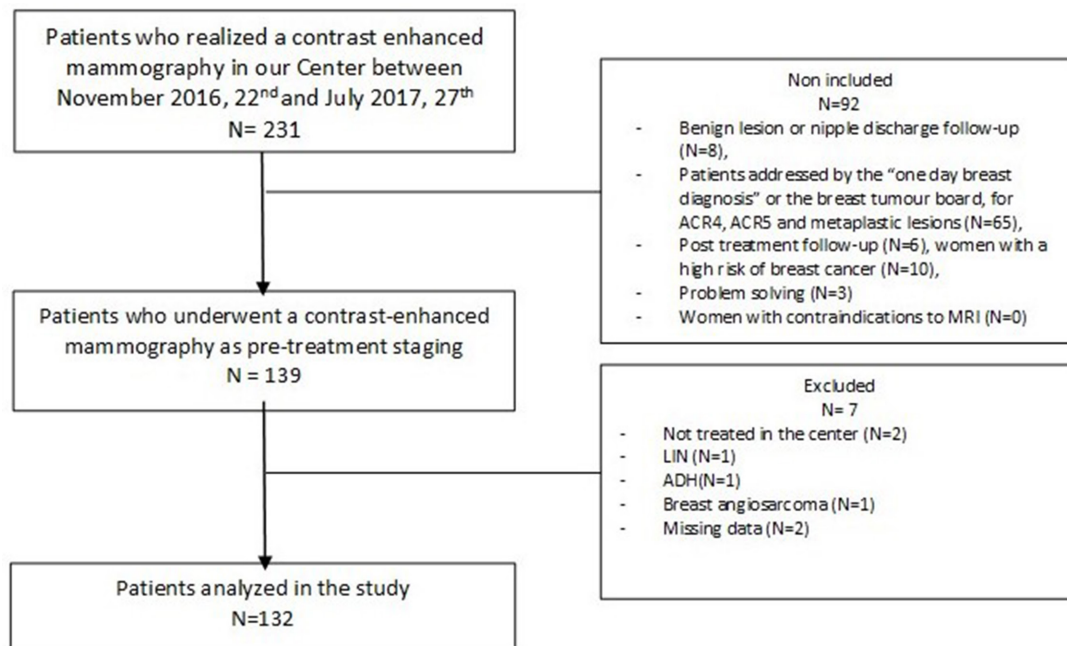 Patients who realized a contrast enhanced
mammography in our Center between
November 2016, 22nd and July 2017, 27th
N= 231
Non included
N=92
- Benign lesion or nipple discharge follow-up
(N=8),
- Patients addressed by the “one day breast
diagnosis” or the breast tumour board, for
ACR4, ACR5 and metaplastic lesions (N=65),
- Post treatment follow-up (N=6), women with a
high risk of breast cancer (N=10),
- Problem solving (N=3)
- Women with contraindications to MRI (N=0)
Patients who underwent a contrast-enhanced
mammography as pre-treatment staging
N = 139
Excluded
N= 7
- Not treated in the center (N=2)
- LIN (N=1)
- ADH(N=1)
- Breast angiosarcoma (N=1)
- Missing data (N=2)
Patients analyzed in the study
N=132